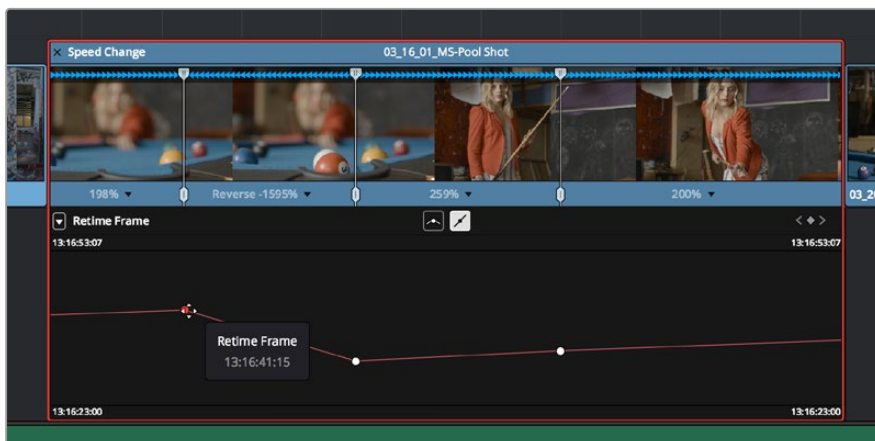 × Speed Change 03_16_01_MS-Pool Shot
198% Reverse -1595% 259% 200% 03_2
Retime Frame
13:16:53:07 13:16:53:07
Retime Frame
13:16:41:15
13:16:23:00 13:16:23:00